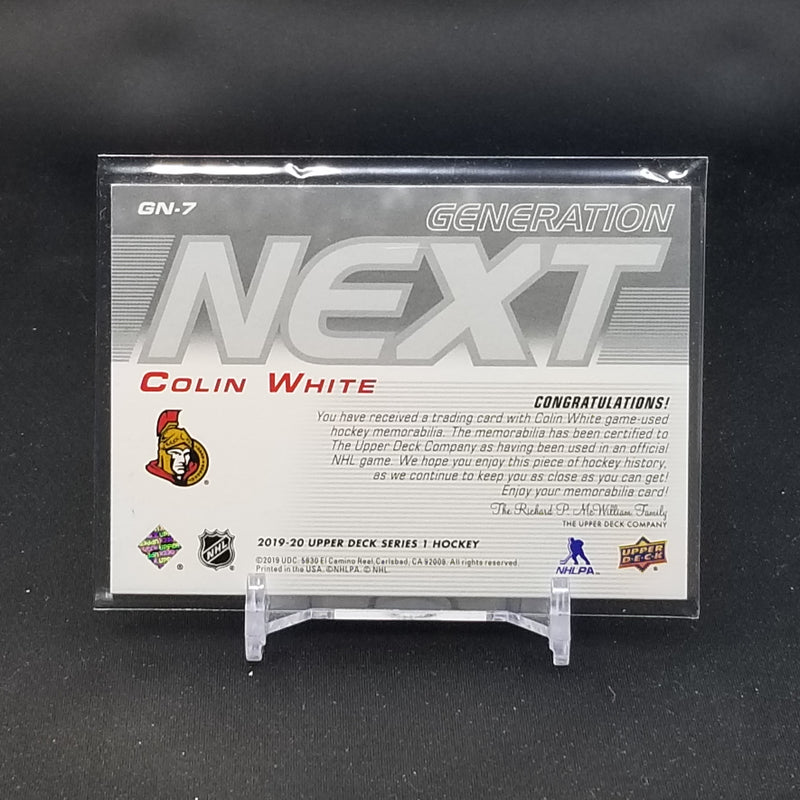 GN-7
GENERATION
NEXT
COLIN WHITE
CONGRATULATIONS!
You have received a trading card with Colin White game-used
hockey memorabilia. The memorabilia has been certified to
The Upper Deck Company as having been used in an official
NHL game. We hope you enjoy this piece of hockey history,
as we continue to keep you as close as you can get!
Enjoy your memorabilia card!
The Richard P. McWilliam Family
THE UPPER DECK COMPANY
2019-20 UPPER DECK SERIES 1 HOCKEY
©2019 UDC. 5830 El Camino Real, Carlsbad, CA 92008. All rights reserved.
Printed in the USA. ©NHLPA. © NHL.
NHL
NHLPA
UPPER
DECK